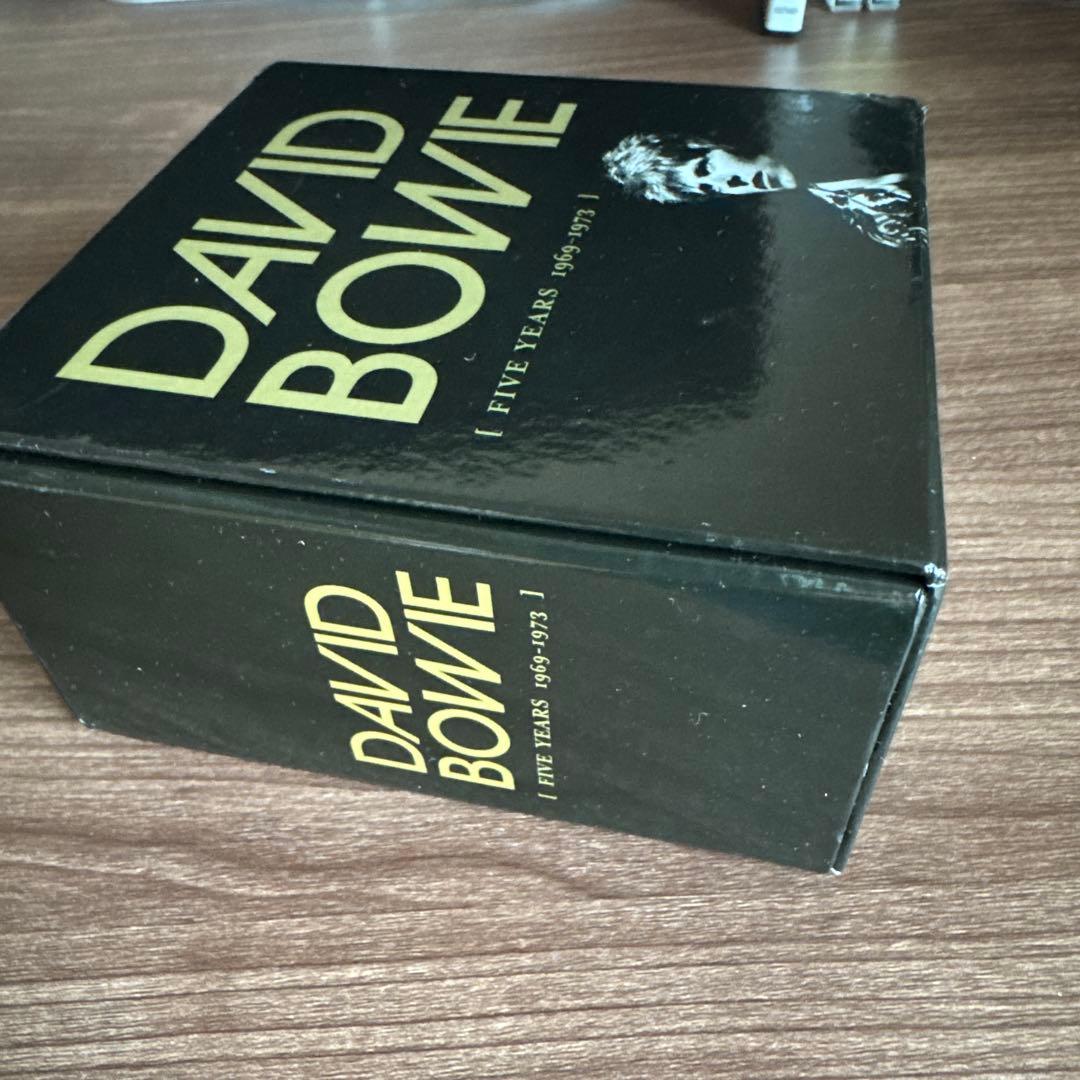 DAVID
BOWIE
[ FIVE YEARS 1969-1973 ]
DAVID
BOWIE
[ FIVE YEARS 1969-1973 ]